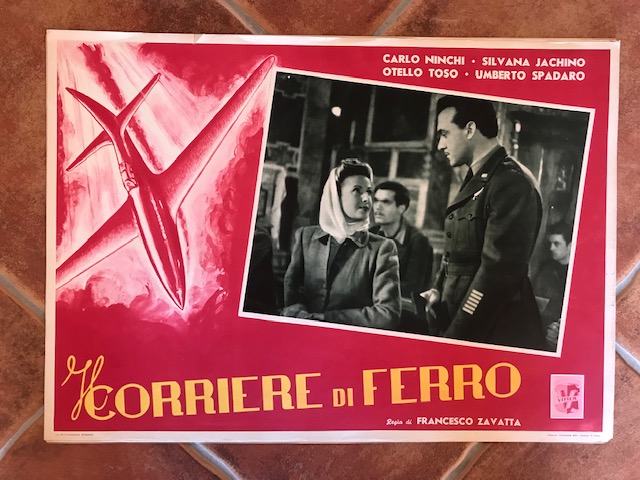 CARLO NINCHI · SILVANA JACHINO
OTELLO TOSO · UMBERTO SPADARO
Il CORRIERE DI FERRO
Regia di FRANCESCO ZAVATTA